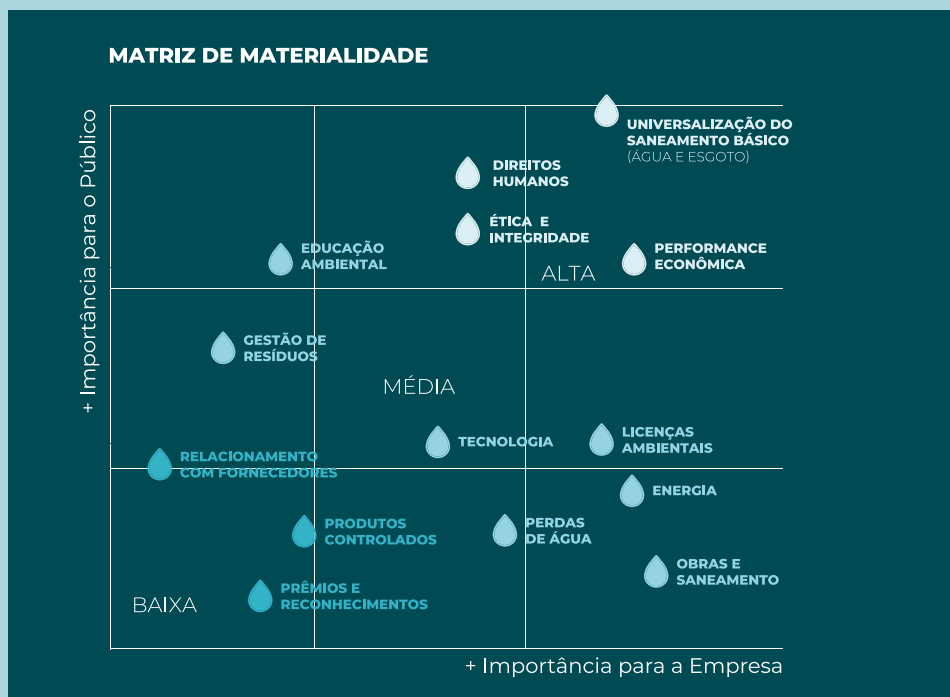 MATRIZ DE MATERIALIDADE
+ Importância para o Público
UNIVERSALIZAÇÃO DO
SANEAMENTO BÁSICO
(ÁGUA E ESGOTO)
DIREITOS
HUMANOS
ÉTICA E
INTEGRIDADE
EDUCAÇÃO
AMBIENTAL
PERFORMANCE
ECONÔMICA
ALTA
GESTÃO DE
RESÍDUOS
MÉDIA
TECNOLOGIA
LICENÇAS
AMBIENTAIS
RELACIONAMENTO
COM FORNECEDORES
ENERGIA
PRODUTOS
CONTROLADOS
PERDAS
DE ÁGUA
OBRAS E
SANEAMENTO
PRÊMIOS E
RECONHECIMENTOS
BAIXA
+ Importância para a Empresa